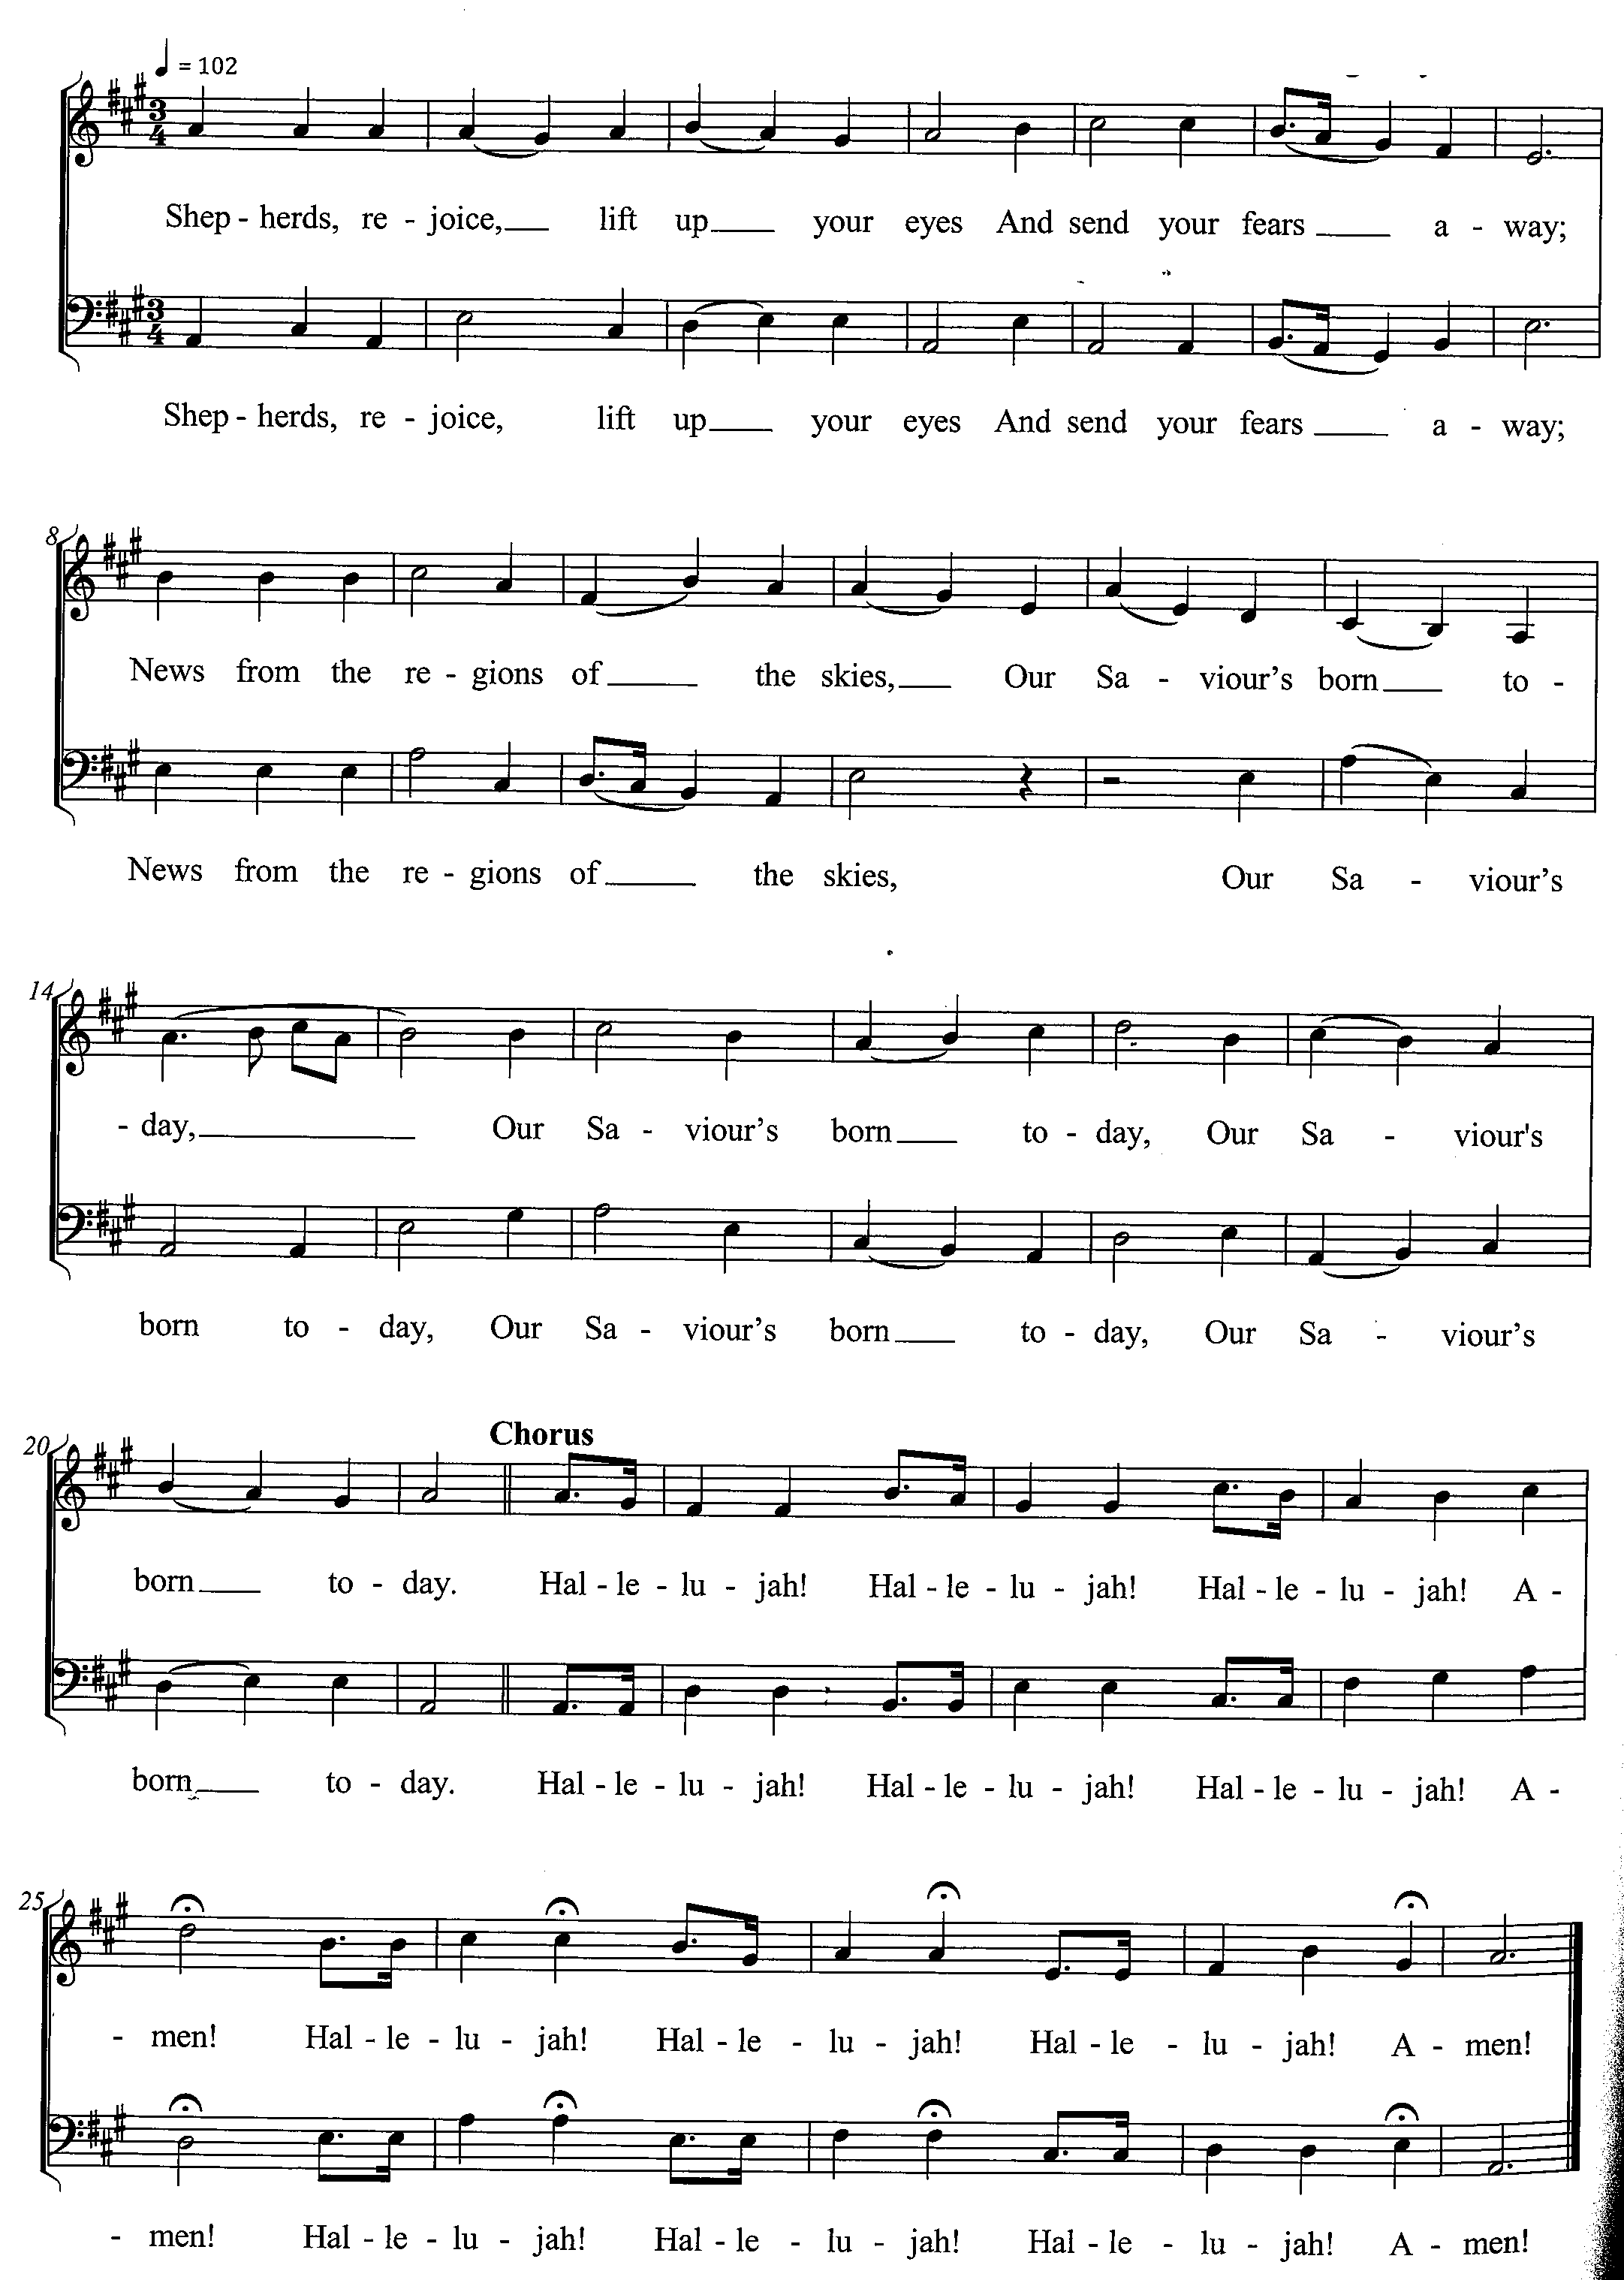 = 102
3 4
Shep - herds, re - joice, lift up your eyes And send your fears a - way;
3 4
Shep - herds, re - joice, lift up your eyes And send your fears a - way;
8
News from the re - gions of the skies, Our Sa - viour’s born to -
News from the re - gions of the skies, Our Sa - viour’s
14
- day, Our Sa - viour’s born to - day, Our Sa - viour's
born to - day, Our Sa - viour’s born to - day, Our Sa - viour’s
Chorus
20
born to - day. Hal - le - lu - jah! Hal - le - lu - jah! Hal - le - lu - jah! A -
born to - day. Hal - le - lu - jah! Hal - le - lu - jah! Hal - le - lu - jah! A -
25
- men! Hal - le - lu - jah! Hal - le - lu - jah! Hal - le - lu - jah! A - men!
- men! Hal - le - lu - jah! Hal - le - lu - jah! Hal - le - lu - jah! A - men!